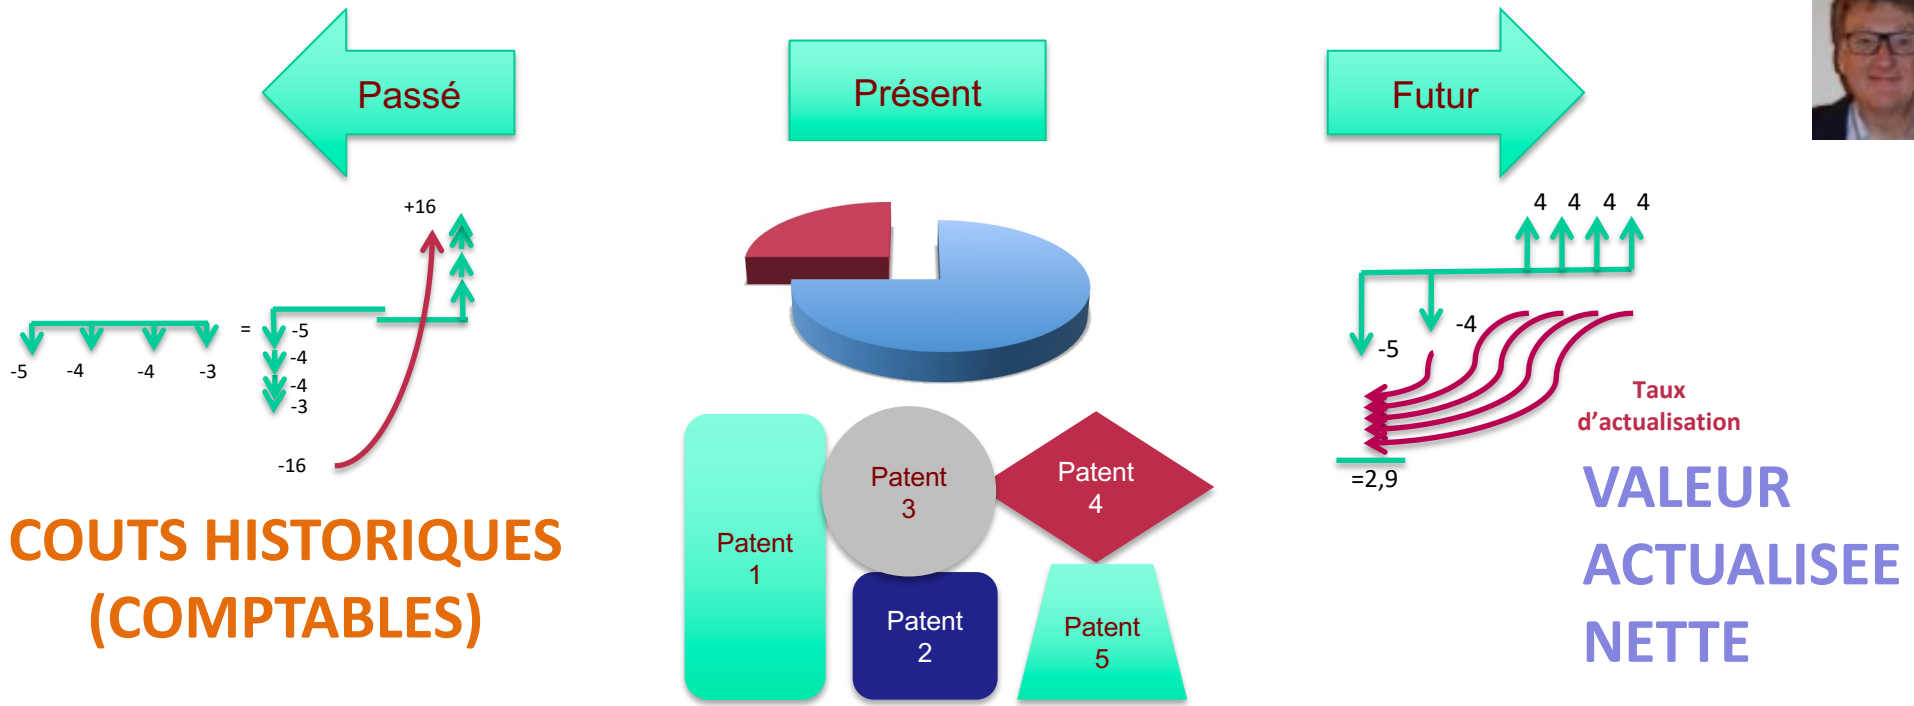 Passé
Présent
Futur
+16
-5
-4
-4
-3
=
-5
-4
-4
-3
-16
COUTS HISTORIQUES
(COMPTABLES)
Patent
1
Patent
3
Patent
2
Patent
4
Patent
5
4 4 4 4
-4
-5
Taux
d’actualisation
=2,9
VALEUR
ACTUALISEE
NETTE